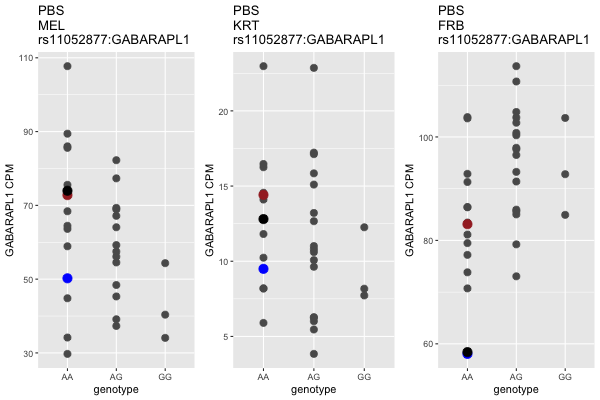 PBS
MEL
rs11052877:GABARAPL1
GABARAPL1 CPM
110
90
70
50
30
AA
AG
GG
genotype
PBS
KRT
rs11052877:GABARAPL1
GABARAPL1 CPM
20
15
10
5
AA
AG
GG
genotype
PBS
FRB
rs11052877:GABARAPL1
GABARAPL1 CPM
100
80
60
AA
AG
GG
genotype